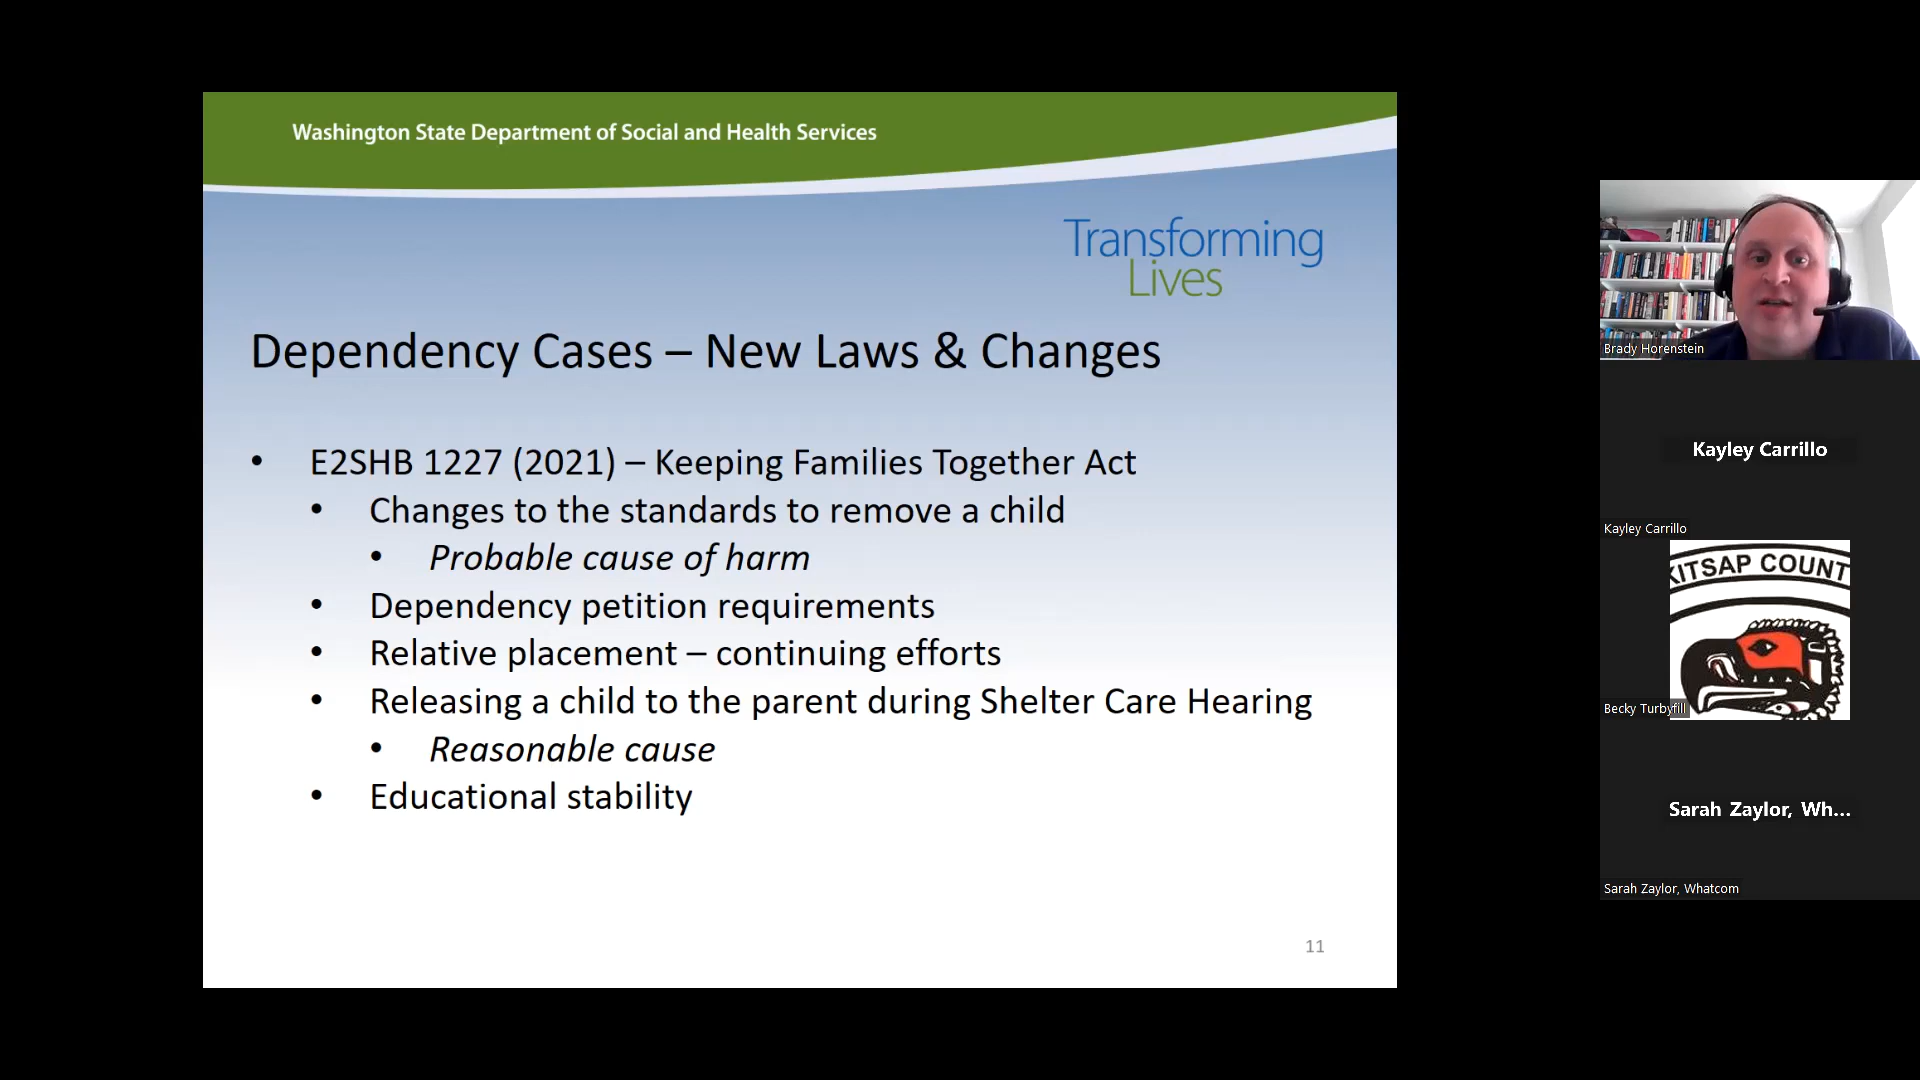 Washington State Department of Social and Health Services
Transforming
Lives
Dependency Cases – New Laws & Changes
• E2SHB 1227 (2021) – Keeping Families Together Act
• Changes to the standards to remove a child
• Probable cause of harm
• Dependency petition requirements
• Relative placement – continuing efforts
• Releasing a child to the parent during Shelter Care Hearing
• Reasonable cause
• Educational stability
11
Brady Horenstein
Kayley Carrillo
Kayley Carrillo
KITSAP COUNT
Becky Turbyfill
Sarah Zaylor, Wh...
Sarah Zaylor, Whatcom